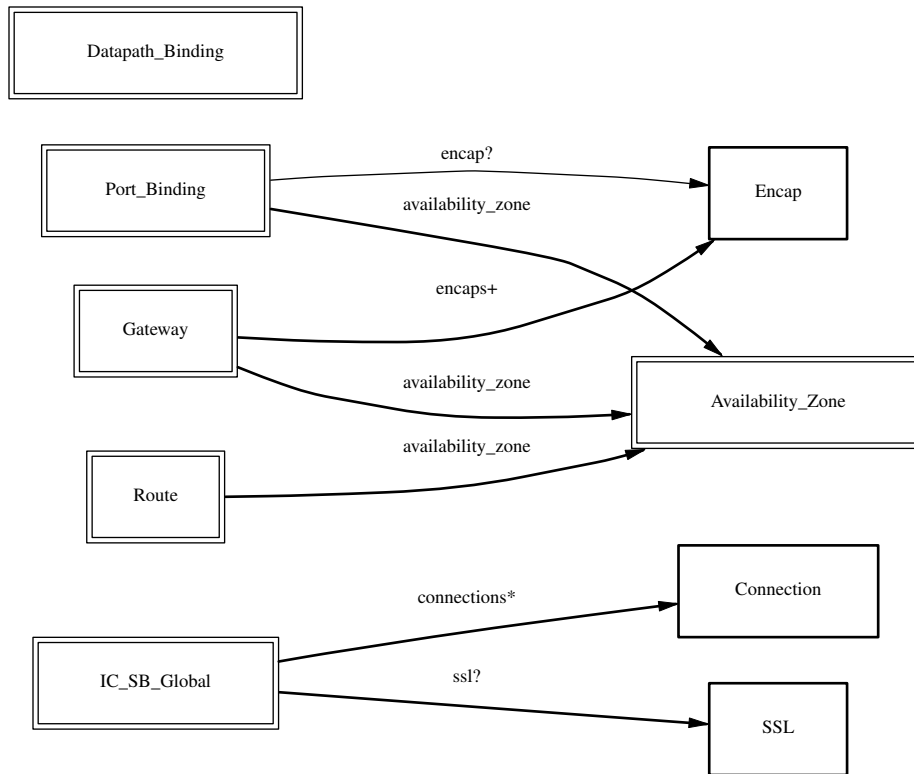 Datapath_Binding
encap?
Port_Binding
Encap
availability_zone
encaps+
Gateway
availability_zone
Availability_Zone
availability_zone
Route
connections*
Connection
IC_SB_Global
ssl?
SSL